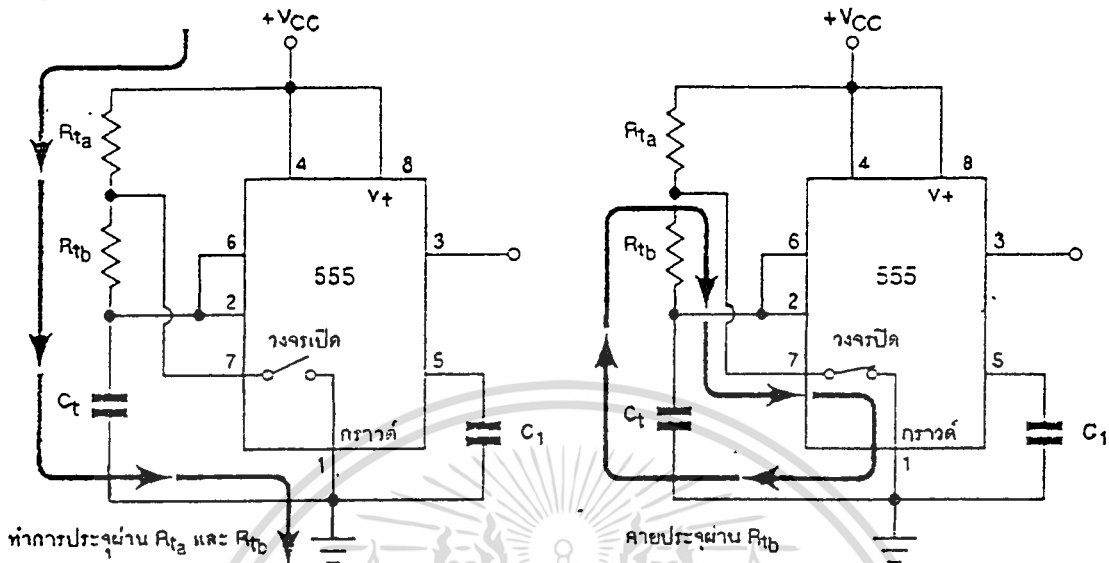 +VCC
Rta
4
8
V+
Rtb
6
3
555
2
วงจรเปิด
7
5
Ct
กราวด์
C1
1
ทำการประจุผ่าน Rta และ Rtb
+VCC
Rta
4
8
V+
Rtb
6
3
555
2
วงจรปิด
7
5
Ct
กราวด์
C1
1
คายประจุผ่าน Rtb